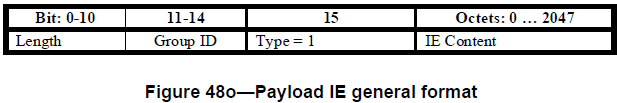 Bit: 0-10 11-14 15 Octets: 0 … 2047
Length Group ID Type = 1 IE Content
Figure 48o—Payload IE general format